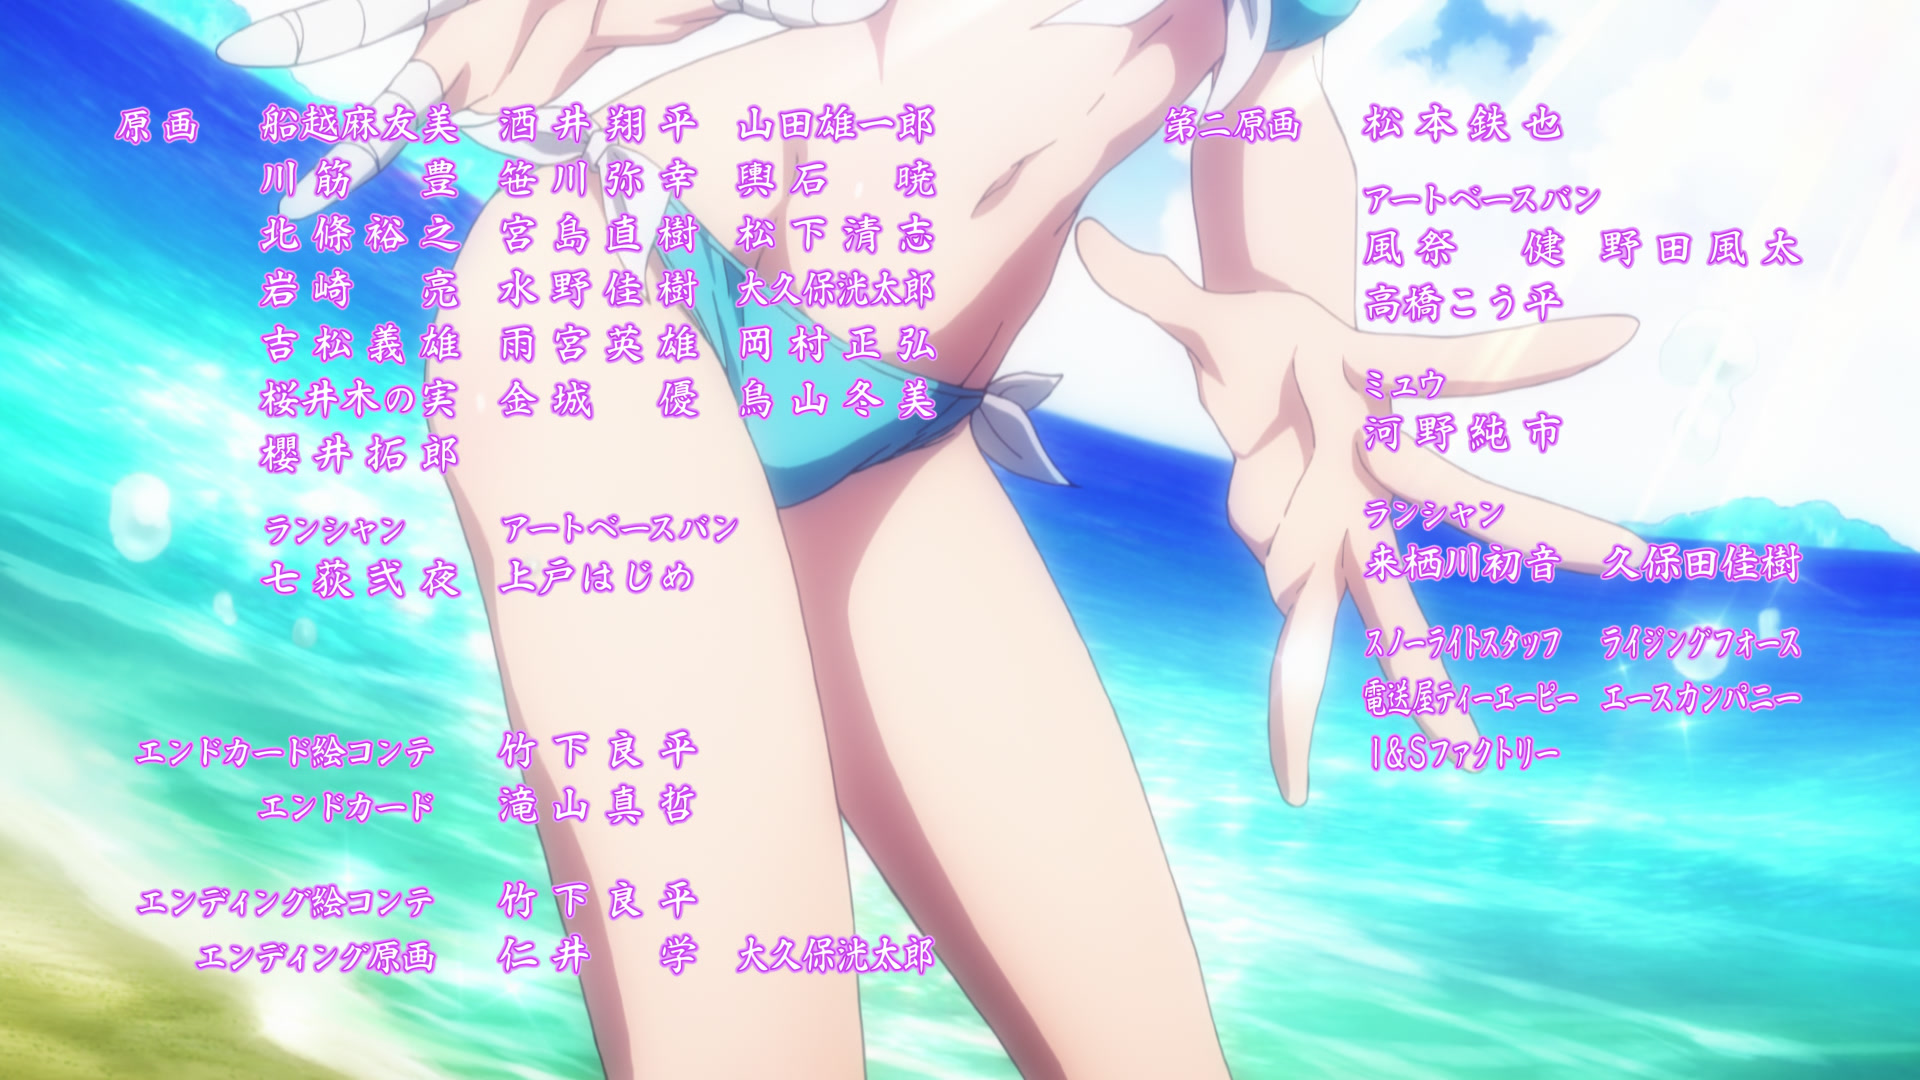 原画 船越麻友美 酒井翔平 山田雄一郎
川筋豊 笹川弥幸 輿石暁
北條裕之 宮島直樹 松下清志
岩崎亮 水野佳樹 大久保洸太郎
吉松義雄 雨宮英雄 岡村正弘
桜井木の実 金城優 鳥山冬美
櫻井拓郎
ランシャン アートベースバン
七荻弐夜 上戸はじめ
エンドカード絵コンテ 竹下良平
エンドカード 滝山真哲
エンディング絵コンテ 竹下良平
エンディング原画 仁井学 大久保洸太郎
第二原画 松本鉄也
アートベースバン
風祭健 野田風太
高橋こう平
ミュウ
河野純市
ランシャン
来栖川初音 久保田佳樹
スノーライトスタッフ ライジングフォース
電送屋ティーエーピー エースカンパニー
I&Sファクトリー